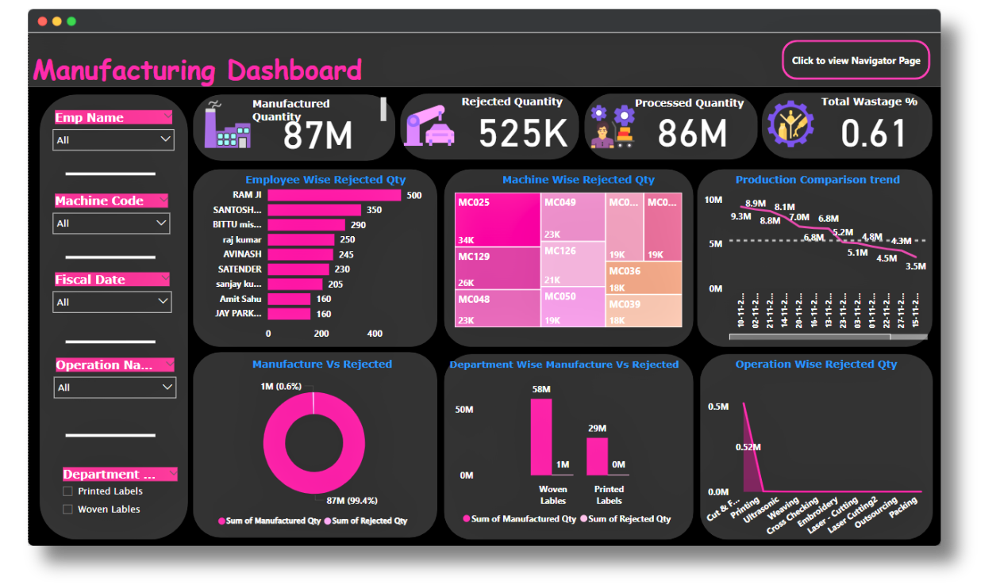 Manufacturing Dashboard
Click to view Navigator Page
Emp Name
All
Machine Code
All
Fiscal Date
All
Operation Na...
All
Department ...
Printed Labels
Woven Lables
Manufactured
Quantity
87M
Rejected Quantity
525K
Processed Quantity
86M
Total Wastage %
0.61
Employee Wise Rejected Qty
RAM JI 500
SANTOSH... 350
BITTU mis... 290
raj kumar 250
AVINASH 245
SATENDER 230
sanjay ku... 205
Amit Sahu 160
JAY PARK... 160
0 200 400
Machine Wise Rejected Qty
MC025
34K
MC129
26K
MC048
23K
MC049
23K
MC126
21K
MC050
19K
MC0...
19K
MC0...
19K
MC036
18K
MC039
18K
Production Comparison trend
10M
5M
0M
9.3M
8.9M
8.8M
8.1M
7.0M
6.8M
6.8M
5.2M
5.1M
4.8M
4.5M
4.3M
3.5M
10-11-2...
02-11-2...
21-11-2...
14-11-2...
20-11-2...
16-11-2...
13-11-2...
23-11-2...
03-11-2...
01-11-2...
22-11-2...
27-11-2...
15-11-2...
Manufacture Vs Rejected
1M (0.6%)
87M (99.4%)
Sum of Manufactured Qty Sum of Rejected Qty
Department Wise Manufacture Vs Rejected
50M
0M
58M
1M
29M
0M
Woven
Lables
Printed
Labels
Sum of Manufactured Qty Sum of Rejected Qty
Operation Wise Rejected Qty
0.5M
0.0M
0.52M
Cut & F...
Printing
Ultrasonic
Weaving
Cross Checking
Embroidery
Laser - Cutting
Laser Cutting2
Outsourcing
Packing